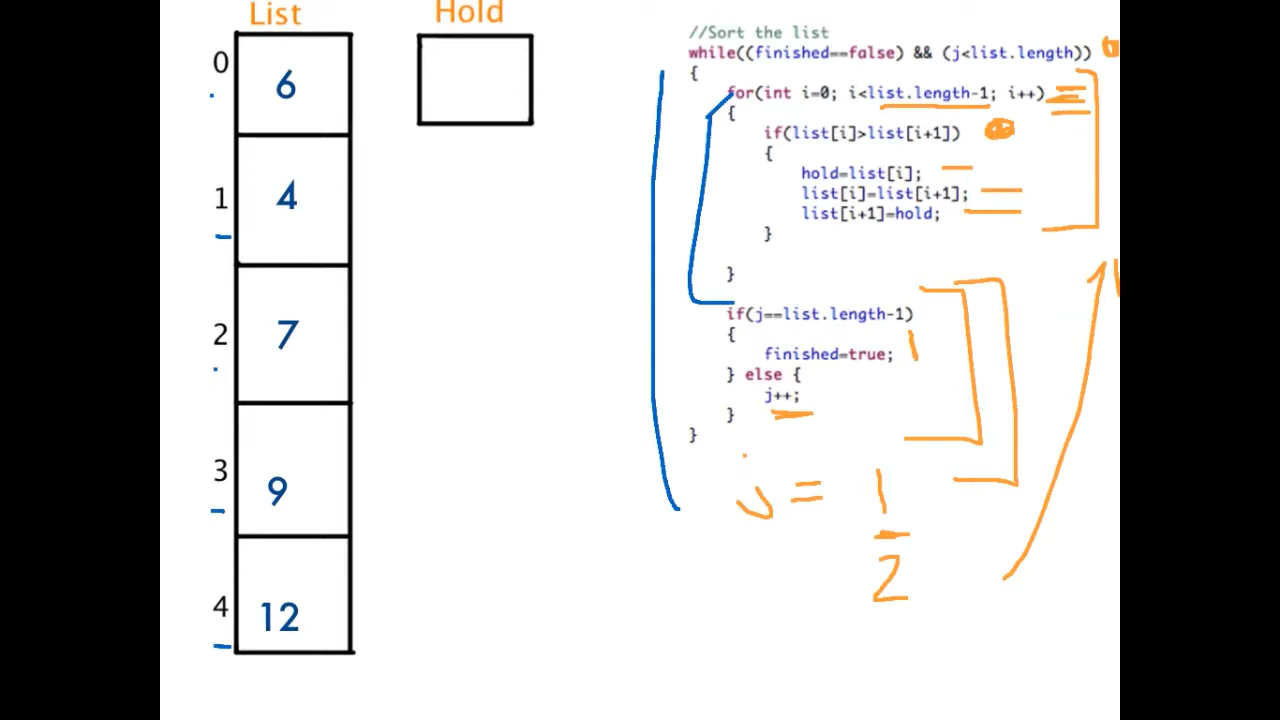 List
Hold
0
6
1
4
2
7
3
9
4
12
//Sort the list
while((finished==false) && (j<list.length))
{
for(int i=0; i<list.length-1; i++)
{
if(list[i]>list[i+1])
{
hold=list[i];
list[i]=list[i+1];
list[i+1]=hold;
}
}
if(j==list.length-1)
{
finished=true;
} else {
j++;
}
}
j = 1
2